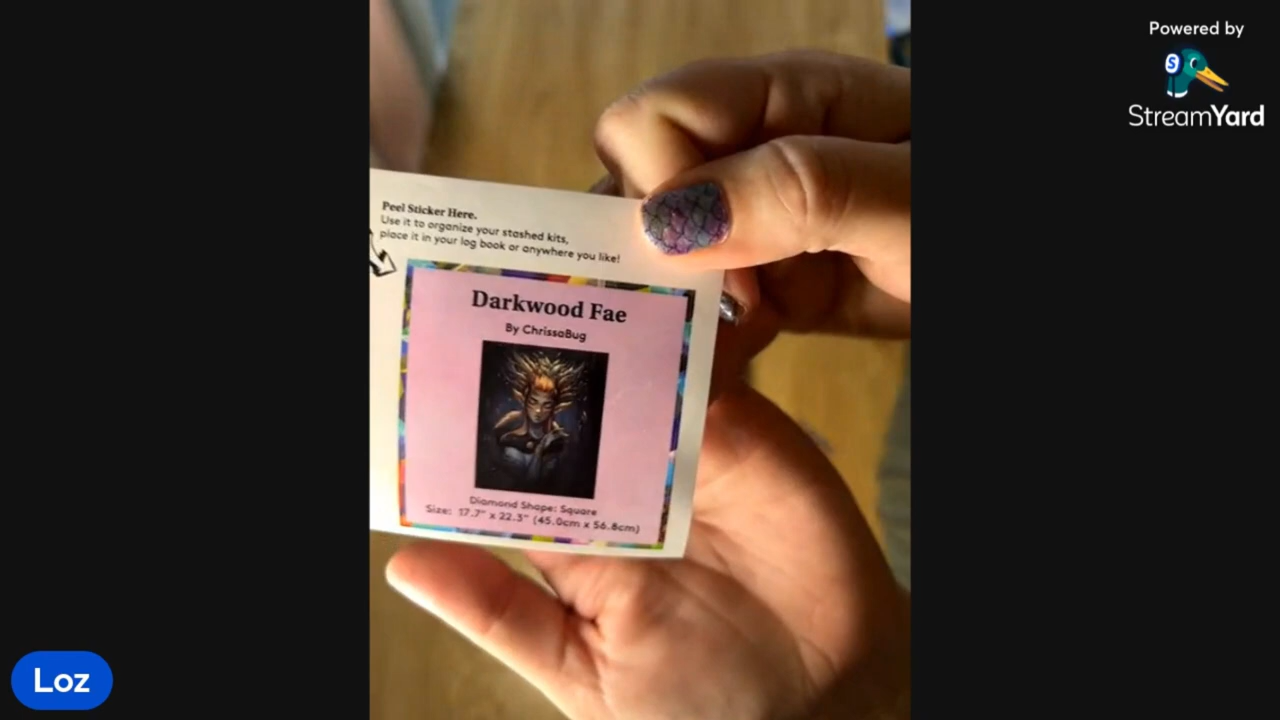 Powered by
StreamYard
Peel Sticker Here.
Use it to organize your stashed kits,
place it in your log book or anywhere you like!
Darkwood Fae
By ChrissaBug
Diamond Shape: Square
Size: 17.7" x 22.3" (45.0cm x 56.8cm)
Loz